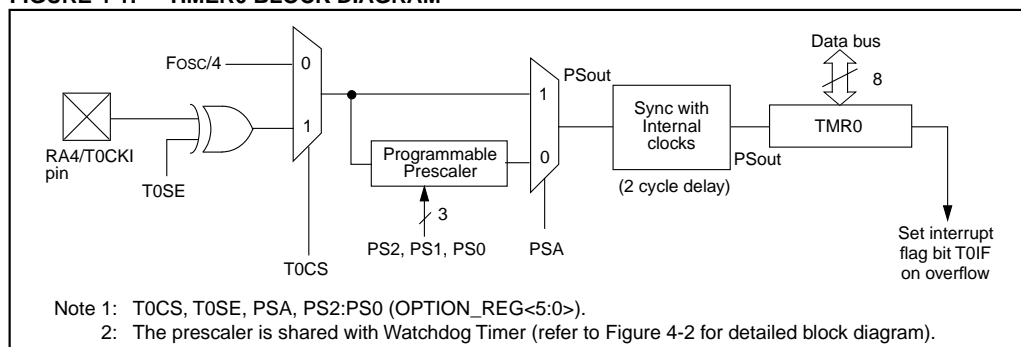 FIGURE 4-1: TIMER0 BLOCK DIAGRAM
Data bus
FOSC/4
0
PSout
8
1
1
Sync with
Internal
clocks
TMR0
RA4/T0CKI
pin
T0SE
Programmable
Prescaler
0
PSout
(2 cycle delay)
3
PS2, PS1, PS0
PSA
T0CS
Set interrupt
flag bit T0IF
on overflow
Note 1: T0CS, T0SE, PSA, PS2:PS0 (OPTION_REG<5:0>).
2: The prescaler is shared with Watchdog Timer (refer to Figure 4-2 for detailed block diagram).